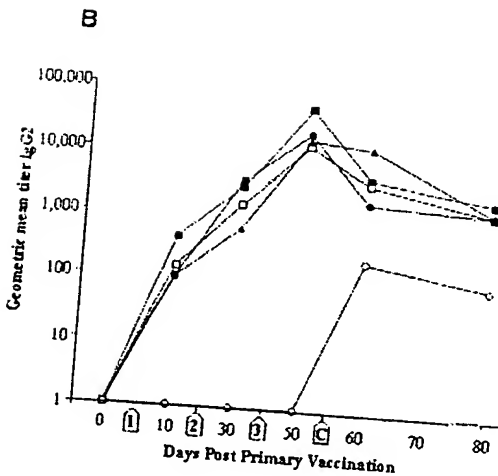 B
100,000
10,000
1,000
100
10
1
Geometric mean titer IgG2
0 1 10 2 30 3 50 C 60 70 80
Days Post Primary Vaccination